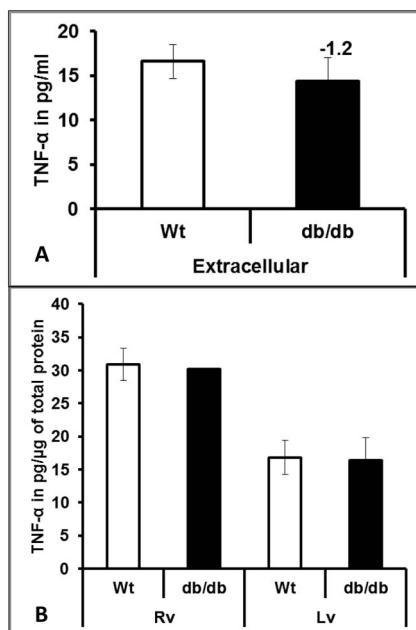 20
-1.2
15
10
5
0
TNF-α in pg/ml
Wt db/db
Extracellular
A
40
35
30
25
20
15
10
5
0
TNF-α in pg/µg of total protein
Wt db/db Wt db/db
Rv Lv
B